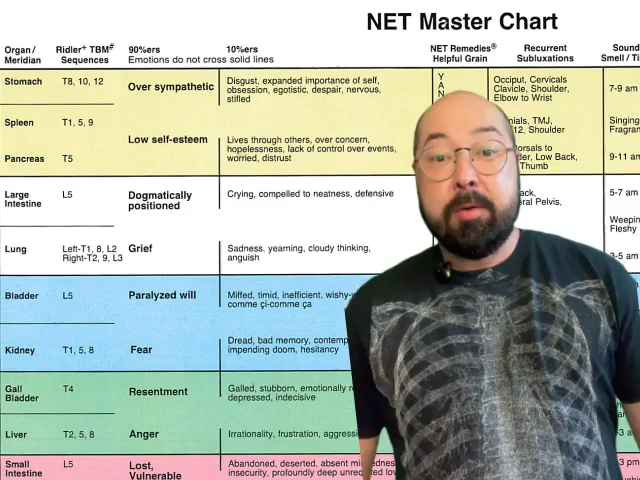 NET Master Chart
Organ/ Meridian
Ridler+ TBM# Sequences
90%ers
10%ers
Emotions do not cross solid lines
NET Remedies® Helpful Grain
Recurrent Subluxations
Sound
Smell /
Stomach
T8, 10, 12
Over sympathetic
Disgust, expanded importance of self,
obsession, egotistic, despair, nervous,
stifled
Y
A
N
Occiput, Cervicals
Clavicle, Shoulder,
Elbow to Wrist
7-9 am
Spleen
T1, 5, 9
TMJ,
12, Shoulder
Singing
Low self-esteem
Lives through others, over concern,
hopelessness, lack of control over events,
worried, distrust
Pancreas
T5
Low Back,
Thumb
9-11 am
Large
Intestine
L5
Dogmatically
positioned
Crying, compelled to neatness, defensive
Pelvis,
5-7 am
Fleshy
Lung
Left-T1, 8, L2
Right-T2, 9, L3
Grief
Sadness, yearning, cloudy thinking,
anguish
3-5 am
Bladder
L5
Paralyzed will
Miffed, timid, inefficient,
comme çi-comme ça
Kidney
T1, 5, 8
Fear
Dread, bad memory,
impending doom, hesitancy
Gall
Bladder
T4
Resentment
Galled, stubborn, emotionally
depressed, indecisive
Liver
T2, 5, 8
Anger
Irrationality, frustration,
Small
Intestine
L5
Lost,
Vulnerable
Abandoned, deserted, absent
insecurity, profoundly deep